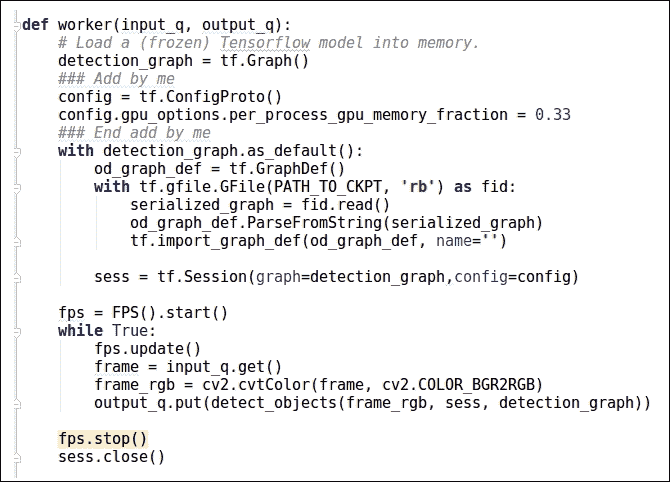 def worker(input_q, output_q):
    # Load a (frozen) Tensorflow model into memory.
    detection_graph = tf.Graph()
    ### Add by me
    config = tf.ConfigProto()
    config.gpu_options.per_process_gpu_memory_fraction = 0.33
    ### End add by me
    with detection_graph.as_default():
        od_graph_def = tf.GraphDef()
        with tf.gfile.GFile(PATH_TO_CKPT, 'rb') as fid:
            serialized_graph = fid.read()
            od_graph_def.ParseFromString(serialized_graph)
            tf.import_graph_def(od_graph_def, name='')
        sess = tf.Session(graph=detection_graph,config=config)
    fps = FPS().start()
    while True:
        fps.update()
        frame = input_q.get()
        frame_rgb = cv2.cvtColor(frame, cv2.COLOR_BGR2RGB)
        output_q.put(detect_objects(frame_rgb, sess, detection_graph))
    fps.stop()
    sess.close()